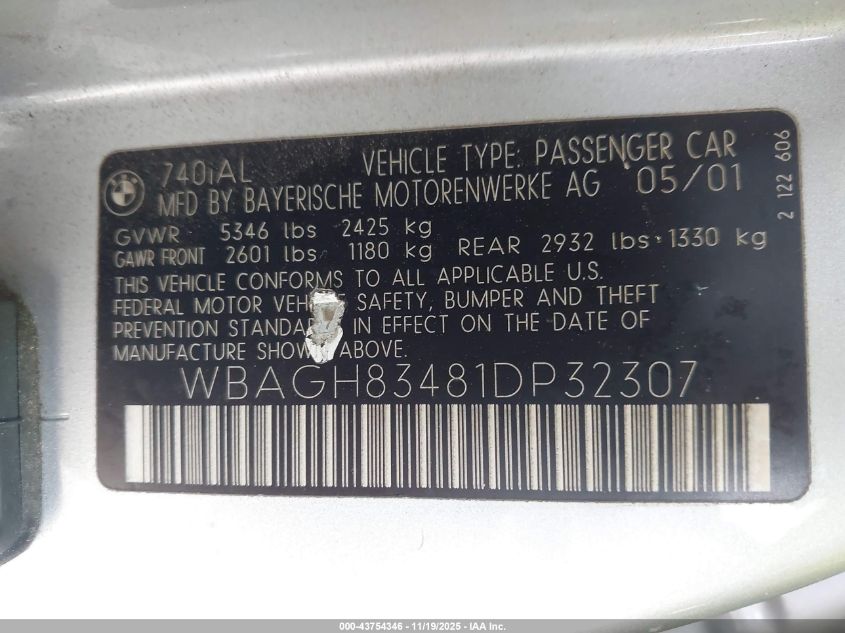 BMW
740iAL VEHICLE TYPE: PASSENGER CAR
MFD BY BAYERISCHE MOTORENWERKE AG 05/01
GVWR 5346 lbs 2425 kg
GAWR FRONT 2601 lbs 1180 kg REAR 2932 lbs 1330 kg
THIS VEHICLE CONFORMS TO ALL APPLICABLE U.S.
FEDERAL MOTOR SAFETY, BUMPER AND THEFT
PREVENTION IN EFFECT ON THE DATE OF
MANUFACTURE ABOVE.
WBAGH83481DP32307
2 122 606
000-43754346 - 11/19/2025 - IAA Inc.